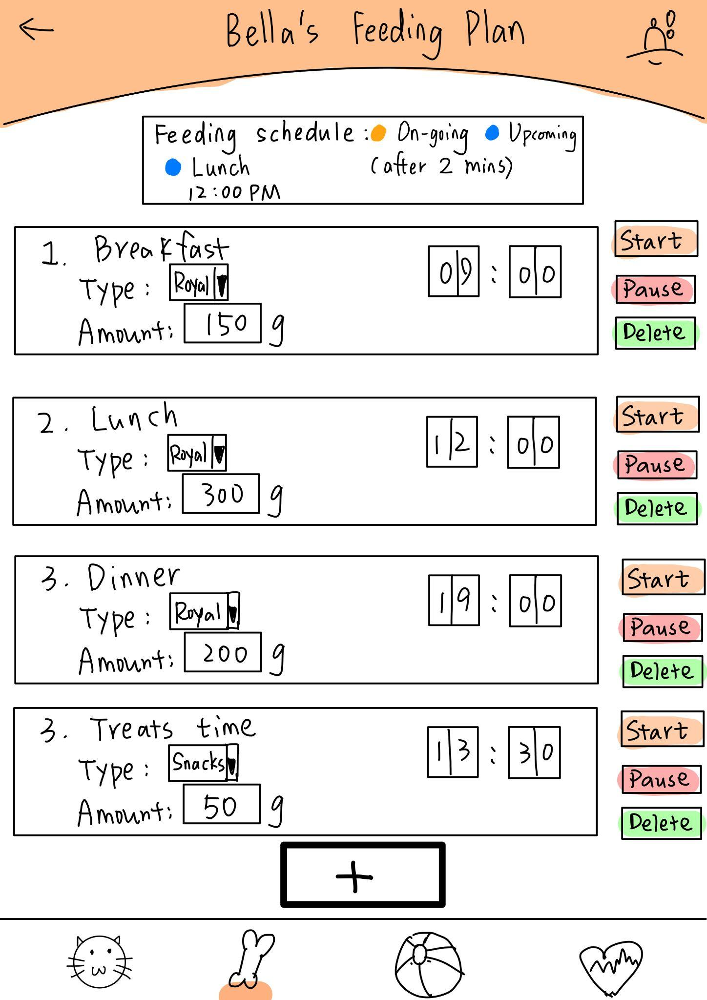 Bella's Feeding Plan
Feeding schedule: On-going Upcoming
Lunch (after 2 mins)
12:00 PM
1. Breakfast 09:00
Type: Royal
Amount: 150 g
Start
Pause
Delete
2. Lunch 12:00
Type: Royal
Amount: 300 g
Start
Pause
Delete
3. Dinner 19:00
Type: Royal
Amount: 200 g
Start
Pause
Delete
3. Treats time 13:30
Type: Snacks
Amount: 50 g
Start
Pause
Delete
+